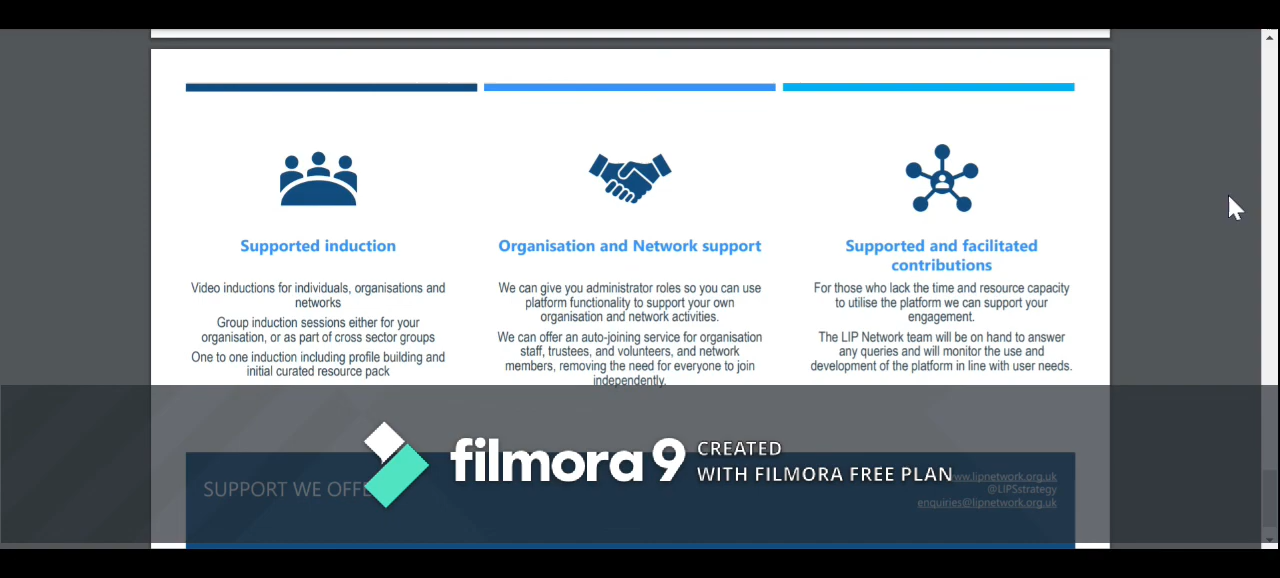 Supported induction
Video inductions for individuals, organisations and
networks
Group induction sessions either for your
organisation, or as part of cross sector groups
One to one induction including profile building and
initial curated resource pack
Organisation and Network support
We can give you administrator roles so you can use
platform functionality to support your own
organisation and network activities.
We can offer an auto-joining service for organisation
staff, trustees, and volunteers, and network
members, removing the need for everyone to join
independently.
Supported and facilitated
contributions
For those who lack the time and resource capacity
to utilise the platform we can support your
engagement.
The LIP Network team will be on hand to answer
any queries and will monitor the use and
development of the platform in line with user needs.
SUPPORT WE OFFE
www.lipnetwork.org.uk
@LIPSstrategy
enquiries@lipnetwork.org.uk
filmora 9
CREATED
WITH FILMORA FREE PLAN